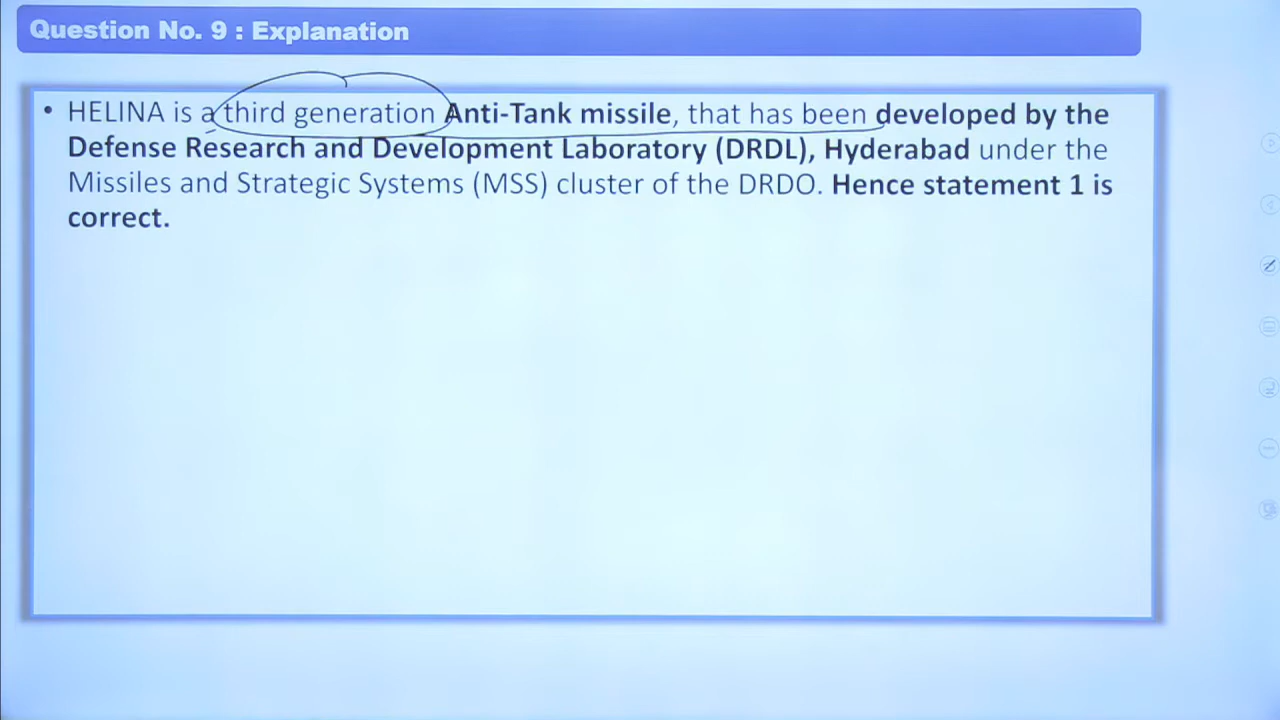 Question No. 9 : Explanation
• HELINA is a third generation Anti-Tank missile, that has been developed by the
Defense Research and Development Laboratory (DRDL), Hyderabad under the
Missiles and Strategic Systems (MSS) cluster of the DRDO. Hence statement 1 is
correct.